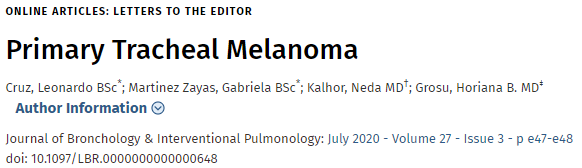 ONLINE ARTICLES: LETTERS TO THE EDITOR
Primary Tracheal Melanoma
Cruz, Leonardo BSc*; Martinez Zayas, Gabriela BSc*; Kalhor, Neda MD†; Grosu, Horiana B. MD‡
Author Information
Journal of Bronchology & Interventional Pulmonology: July 2020 - Volume 27 - Issue 3 - p e47-e48
doi: 10.1097/LBR.0000000000000648